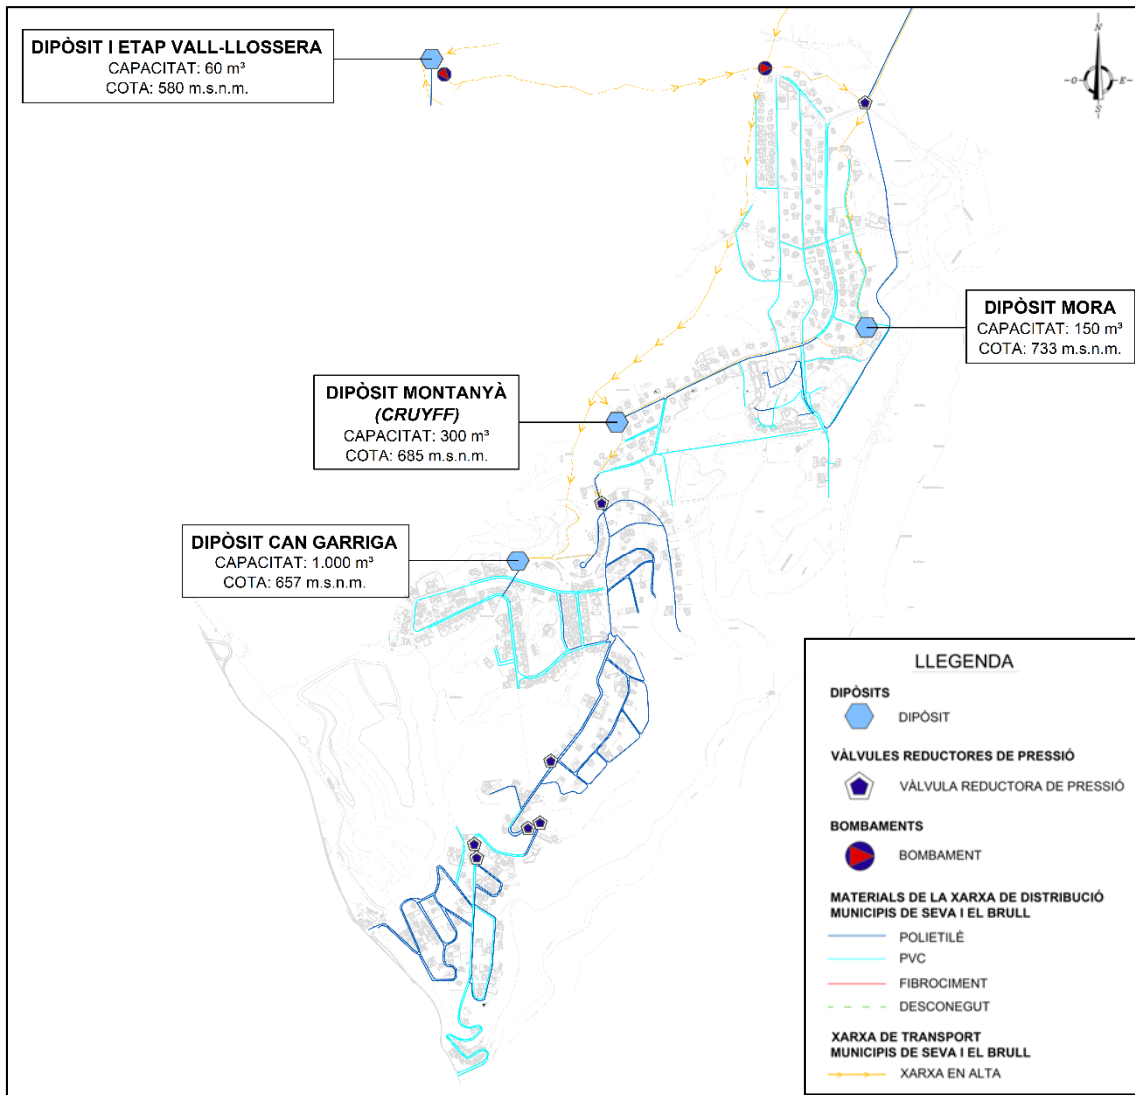 DIPÒSIT I ETAP VALL-LLOSSERA
CAPACITAT: 60 m³
COTA: 580 m.s.n.m.
N
O
E
S
DIPÒSIT MORA
CAPACITAT: 150 m³
COTA: 733 m.s.n.m.
DIPÒSIT MONTANYÀ
(CRUYFF)
CAPACITAT: 300 m³
COTA: 685 m.s.n.m.
DIPÒSIT CAN GARRIGA
CAPACITAT: 1.000 m³
COTA: 657 m.s.n.m.
LLEGENDA
DIPÒSITS
DIPÒSIT
VÀLVULES REDUCTORES DE PRESSIÓ
VÀLVULA REDUCTORA DE PRESSIÓ
BOMBAMENTS
BOMBAMENT
MATERIALS DE LA XARXA DE DISTRIBUCIÓ
MUNICIPIS DE SEVA I EL BRULL
POLIETILÈ
PVC
FIBROCIMENT
DESCONEGUT
XARXA DE TRANSPORT
MUNICIPIS DE SEVA I EL BRULL
XARXA EN ALTA